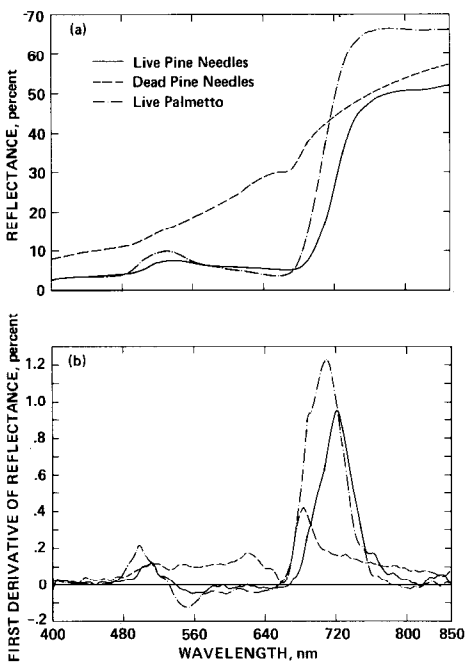 (a)
-70
60
50
40
30
20
10
0
REFLECTANCE, percent
Live Pine Needles
Dead Pine Needles
Live Palmetto
(b)
1.2
1.0
.8
.6
.4
.2
0
-.2
FIRST DERIVATIVE OF REFLECTANCE, percent
400 480 560 640 720 800 850
WAVELENGTH, nm